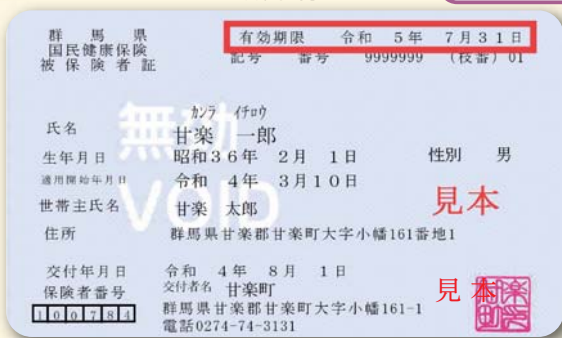 群馬県
国民健康保険
被保険者証
有効期限 令和 5年 7月31日
記号 番号 9999999 (枝番) 01
無効
VOID
カンラ イチロウ
氏名 甘楽 一郎
生年月日 昭和36年 2月 1日 性別 男
適用開始年月日 令和 4年 3月10日
世帯主氏名 甘楽 太郎
見本
住所 群馬県甘楽郡甘楽町大字小幡161番地1
交付年月日 令和 4年 8月 1日
保険者番号 交付者名 甘楽町
100784 群馬県甘楽郡甘楽町大字小幡161-1
電話0274-74-3131
見本